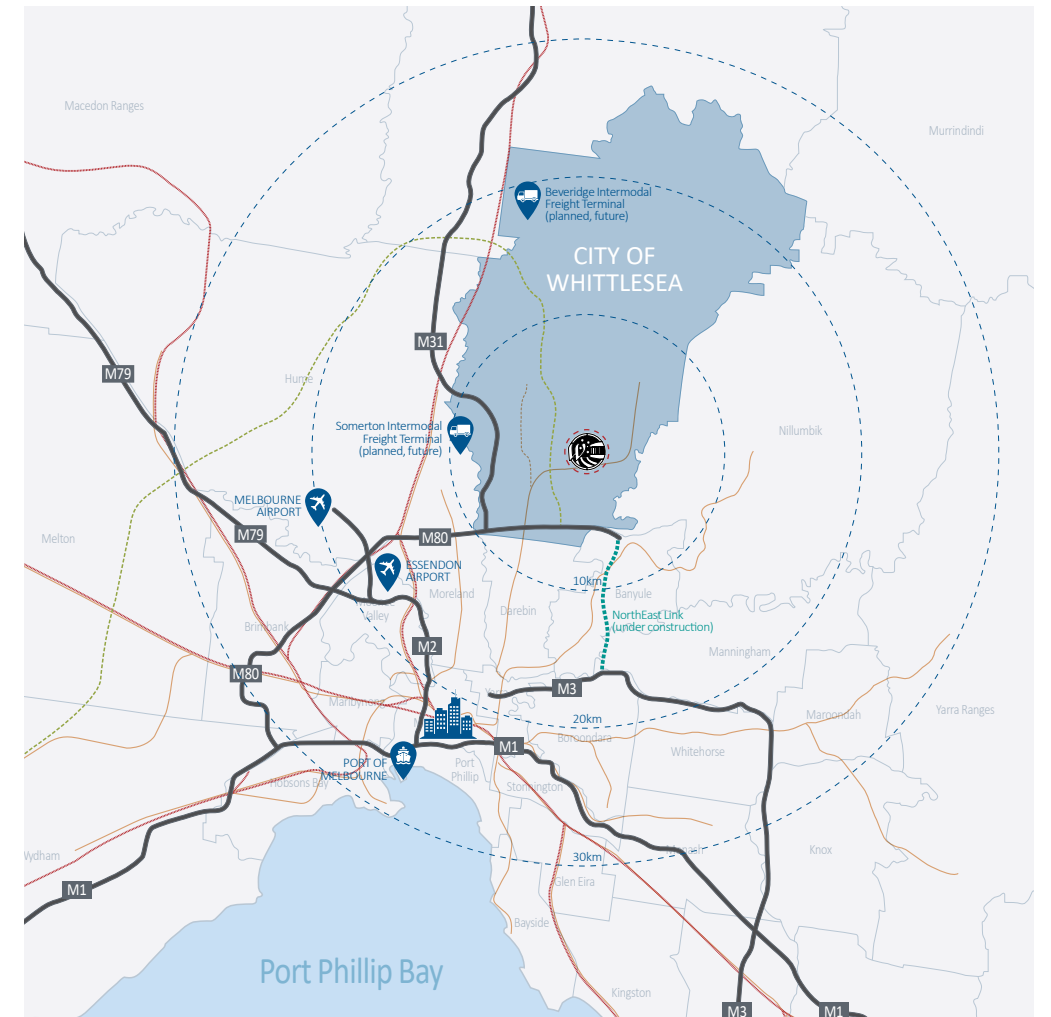 Macedon Ranges
Murrindindi
Beveridge Intermodal
Freight Terminal
(planned, future)
CITY OF
WHITTLESEA
M31
M79
Hume
Somerton Intermodal
Freight Terminal
(planned, future)
Nillumbik
MELBOURNE
AIRPORT
M79
M80
Melton
ESSENDON
AIRPORT
10km
Banyule
Moreland
Darebin
Valley
NorthEast Link
(under construction)
Brimbank
M2
Manningham
M80
M3
Maribyrnong
20km
Maroondah
Yarra Ranges
M1
Boroondara
Whitehorse
PORT OF
MELBOURNE
Port
Phillip
Hobsons Bay
Stonnington
Wydham
30km
Monash
Knox
M1
Glen Eira
Bayside
Port Phillip Bay
Kingston
M3
M1